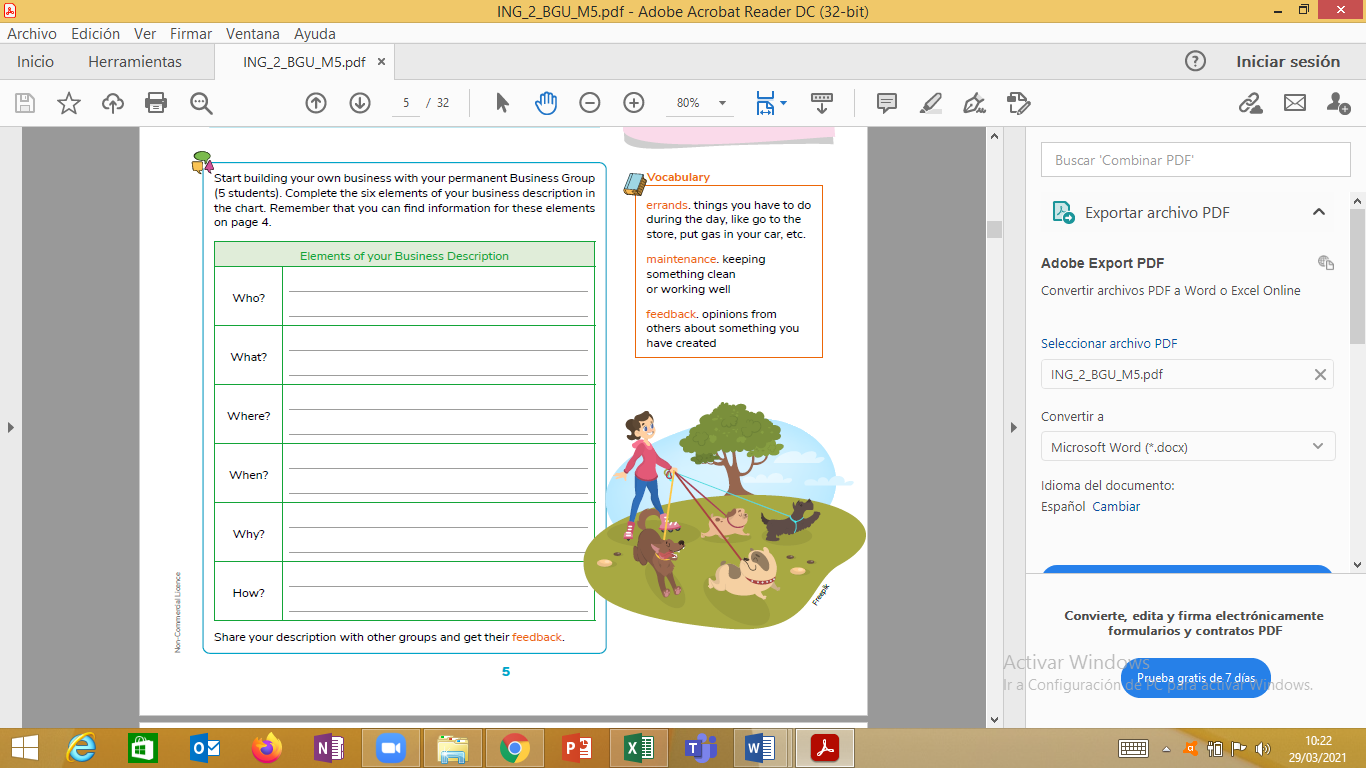 ING_2_BGU_M5.pdf - Adobe Acrobat Reader DC (32-bit)
Archivo Edición Ver Firmar Ventana Ayuda
Inicio Herramientas ING_2_BGU_M5.pdf × Iniciar sesión
5 / 32 80%
Start building your own business with your permanent Business Group
(5 students). Complete the six elements of your business description in
the chart. Remember that you can find information for these elements
on page 4.
Elements of your Business Description
Who?
What?
Where?
When?
Why?
How?
Share your description with other groups and get their feedback.
Non-Commercial Licence
5
Vocabulary
errands. things you have to do
during the day, like go to the
store, put gas in your car, etc.
maintenance. keeping
something clean
or working well
feedback. opinions from
others about something you
have created
Freepik
Buscar 'Combinar PDF'
Exportar archivo PDF
Adobe Export PDF
Convertir archivos PDF a Word o Excel Online
Seleccionar archivo PDF
ING_2_BGU_M5.pdf
Convertir a
Microsoft Word (*.docx)
Idioma del documento:
Español Cambiar
Convierte, edita y firma electrónicamente
formularios y contratos PDF
Activar Windows
Prueba gratis de 7 días
Ir a Configuración de PC para activar Windows.
10:22
29/03/2021